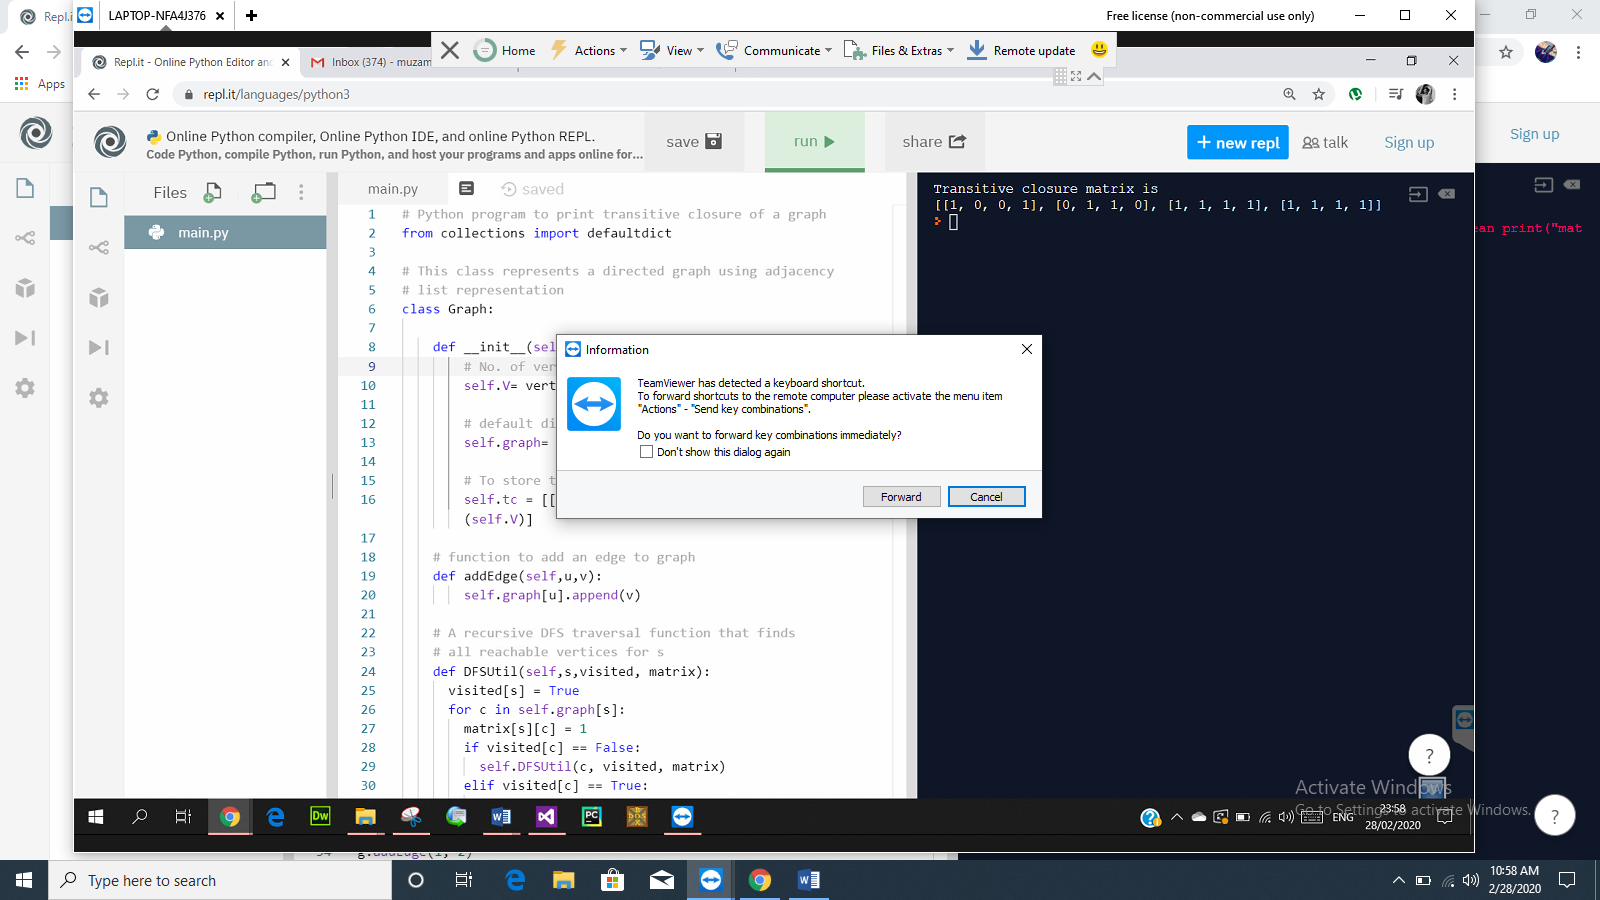 Repl.i
LAPTOP-NFA4J376
Free license (non-commercial use only)
Home
Actions
View
Communicate
Files & Extras
Remote update
Repl.it - Online Python Editor and
Inbox (374) - muzam
Apps
repl.it/languages/python3
Online Python compiler, Online Python IDE, and online Python REPL.
Code Python, compile Python, run Python, and host your programs and apps online for...
save
run
share
+ new repl
talk
Sign up
Sign up
Files
main.py
main.py
saved
1 # Python program to print transitive closure of a graph
2 from collections import defaultdict
3
4 # This class represents a directed graph using adjacency
5 # list representation
6 class Graph:
7
8 def __init__(sel
9 # No. of ver
10 self.V= vert
11
12 # default di
13 self.graph=
14
15 # To store t
16 self.tc = [[
(self.V)]
17
18 # function to add an edge to graph
19 def addEdge(self,u,v):
20 self.graph[u].append(v)
21
22 # A recursive DFS traversal function that finds
23 # all reachable vertices for s
24 def DFSUtil(self,s,visited, matrix):
25 visited[s] = True
26 for c in self.graph[s]:
27 matrix[s][c] = 1
28 if visited[c] == False:
29 self.DFSUtil(c, visited, matrix)
30 elif visited[c] == True:
Transitive closure matrix is
[[1, 0, 0, 1], [0, 1, 1, 0], [1, 1, 1, 1], [1, 1, 1, 1]]
an print("mat
Information
TeamViewer has detected a keyboard shortcut.
To forward shortcuts to the remote computer please activate the menu item
"Actions" - "Send key combinations".
Do you want to forward key combinations immediately?
Don't show this dialog again
Forward
Cancel
?
?
Activate Windows
Go to Settings to activate Windows.
Dw
PC
DOS
ENG
23:58
28/02/2020
Type here to search
10:58 AM
2/28/2020